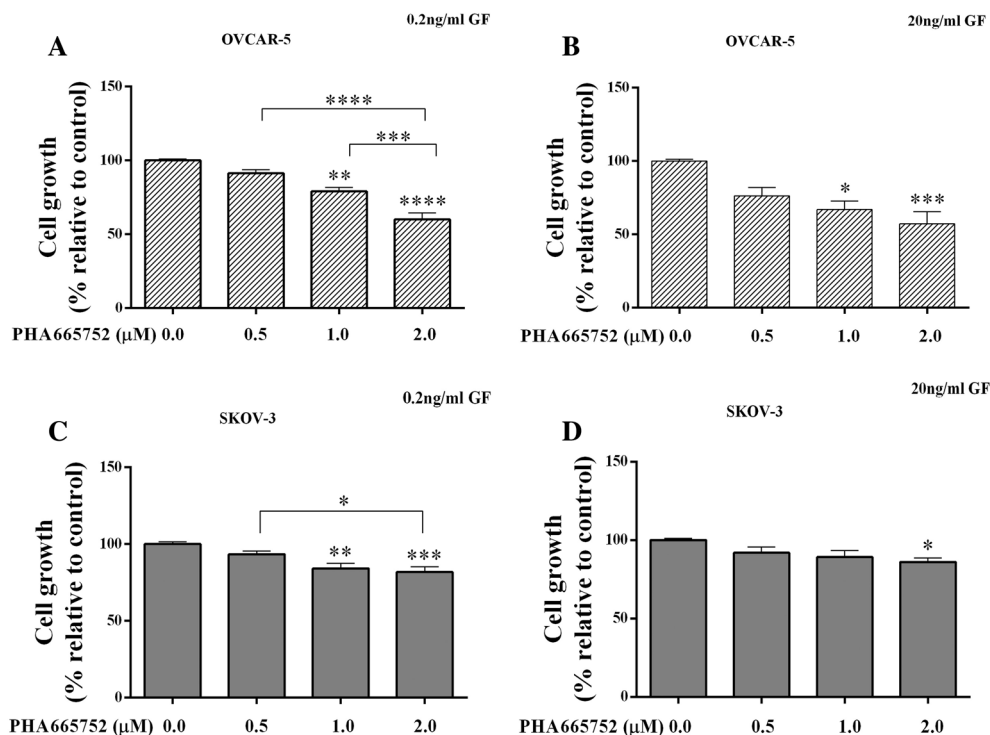 A
OVCAR-5
0.2ng/ml GF
Cell growth
(% relative to control)
150
100
50
0
****
***
**
****
PHA665752 (μM) 0.0 0.5 1.0 2.0
B
OVCAR-5
20ng/ml GF
Cell growth
(% relative to control)
150
100
50
0
*
***
PHA665752 (μM) 0.0 0.5 1.0 2.0
C
SKOV-3
0.2ng/ml GF
Cell growth
(% relative to control)
150
100
50
0
*
**
***
PHA665752 (μM) 0.0 0.5 1.0 2.0
D
SKOV-3
20ng/ml GF
Cell growth
(% relative to control)
150
100
50
0
*
PHA665752 (μM) 0.0 0.5 1.0 2.0